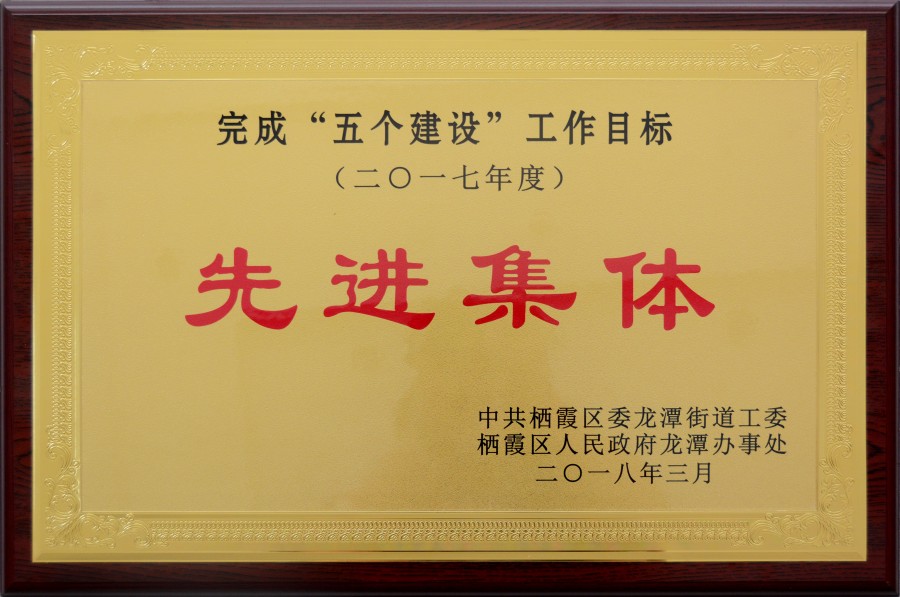 完成“五个建设”工作目标
（二〇一七年度）
先进集体
中共栖霞区委龙潭街道工委
栖霞区人民政府龙潭办事处
二〇一八年三月